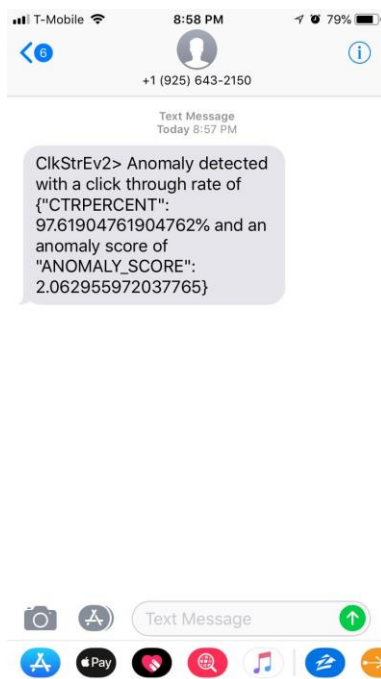 T-Mobile 8:58 PM 79%
6
+1 (925) 643-2150
Text Message
Today 8:57 PM
ClkStrEv2> Anomaly detected
with a click through rate of
{"CTRPERCENT":
97.61904761904762% and an
anomaly score of
"ANOMALY_SCORE":
2.062955972037765}
Text Message
Pay